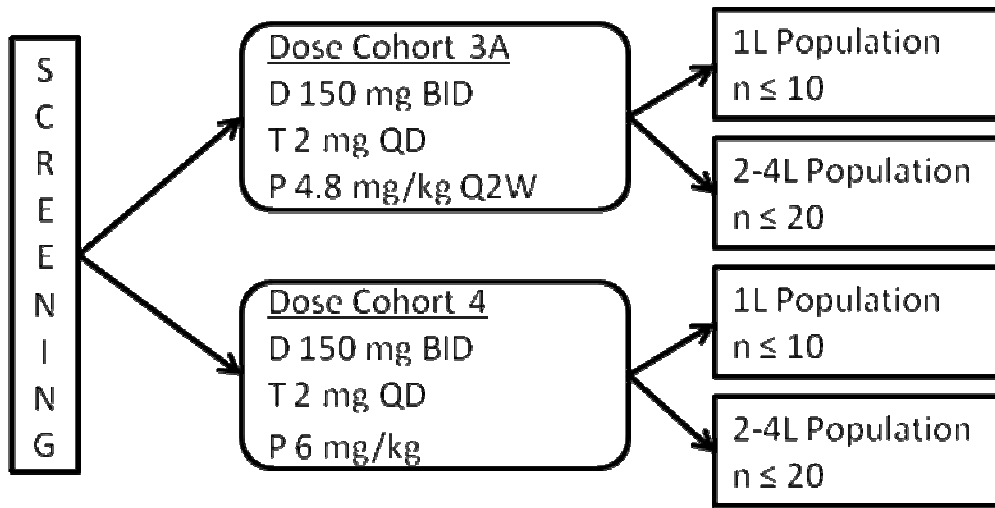 SCREENING
Dose Cohort 3A
D 150 mg BID
T 2 mg QD
P 4.8 mg/kg Q2W
1L Population
n ≤ 10
2-4L Population
n ≤ 20
Dose Cohort 4
D 150 mg BID
T 2 mg QD
P 6 mg/kg
1L Population
n ≤ 10
2-4L Population
n ≤ 20